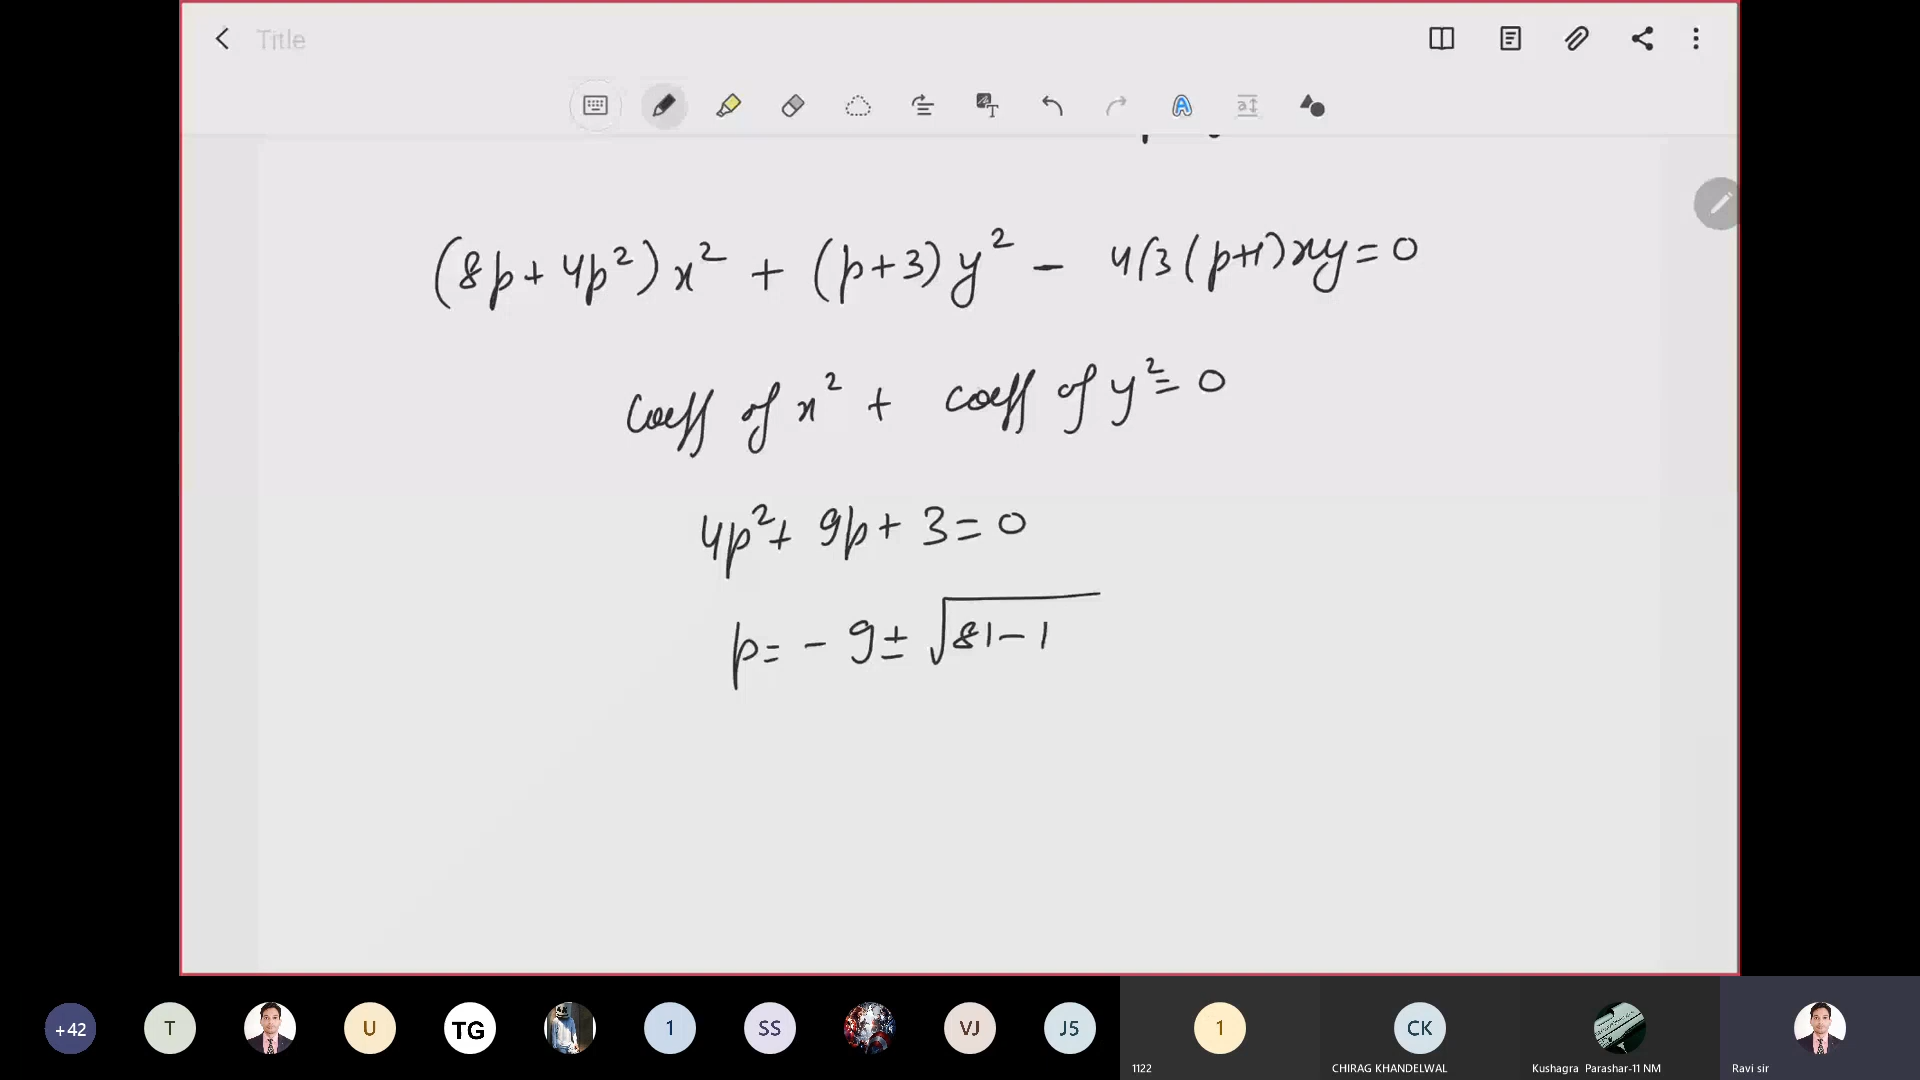 Title
(8p+4p²)x² + (p+3)y² - 4√3(p+1)xy=0
Coeff of x² + coeff of y²=0
4p²+ 9p+ 3=0
p= - 9± √81-1
+42 T U TG 1 SS VJ J5 1 CK
1122 CHIRAG KHANDELWAL Kushagra Parashar-11 NM Ravi sir